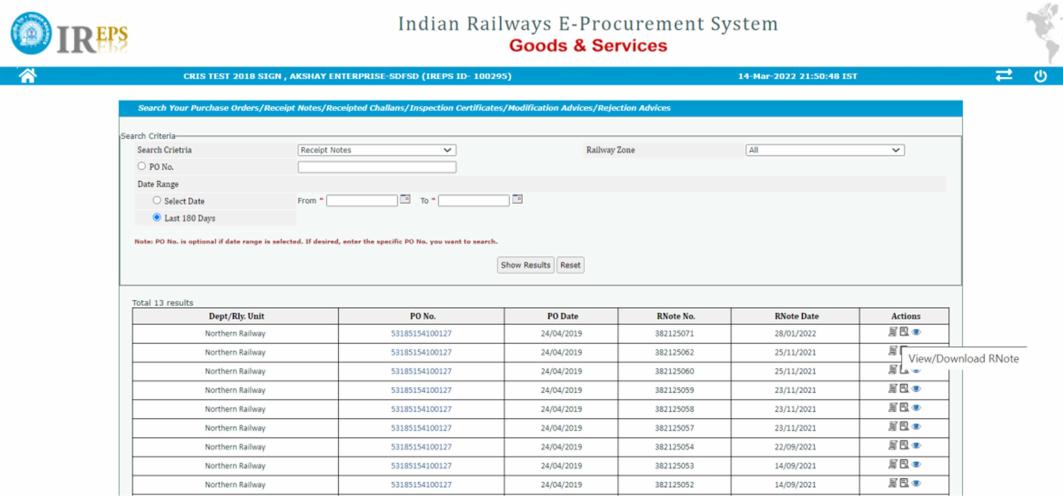 IREPS
Indian Railways E-Procurement System
Goods & Services
CRIS TEST 2018 SIGN , AKSHAY ENTERPRISE-SDFSD (IREPS ID- 100295) 14-Mar-2022 21:50:48 IST
Search Your Purchase Orders/Receipt Notes/Receipted Challans/Inspection Certificates/Modification Advices/Rejection Advices
Search Criteria
Search Crietria Receipt Notes Railway Zone All
PO No.
Date Range
Select Date From * To *
Last 180 Days
Note: PO No. is optional if date range is selected. If desired, enter the specific PO No. you want to search.
Show Results Reset
Total 13 results
Dept/Rly. Unit PO No. PO Date RNote No. RNote Date Actions
Northern Railway 53185154100127 24/04/2019 382125071 28/01/2022
Northern Railway 53185154100127 24/04/2019 382125062 25/11/2021
View/Download RNote
Northern Railway 53185154100127 24/04/2019 382125060 25/11/2021
Northern Railway 53185154100127 24/04/2019 382125059 23/11/2021
Northern Railway 53185154100127 24/04/2019 382125058 23/11/2021
Northern Railway 53185154100127 24/04/2019 382125057 23/11/2021
Northern Railway 53185154100127 24/04/2019 382125054 22/09/2021
Northern Railway 53185154100127 24/04/2019 382125053 14/09/2021
Northern Railway 53185154100127 24/04/2019 382125052 14/09/2021